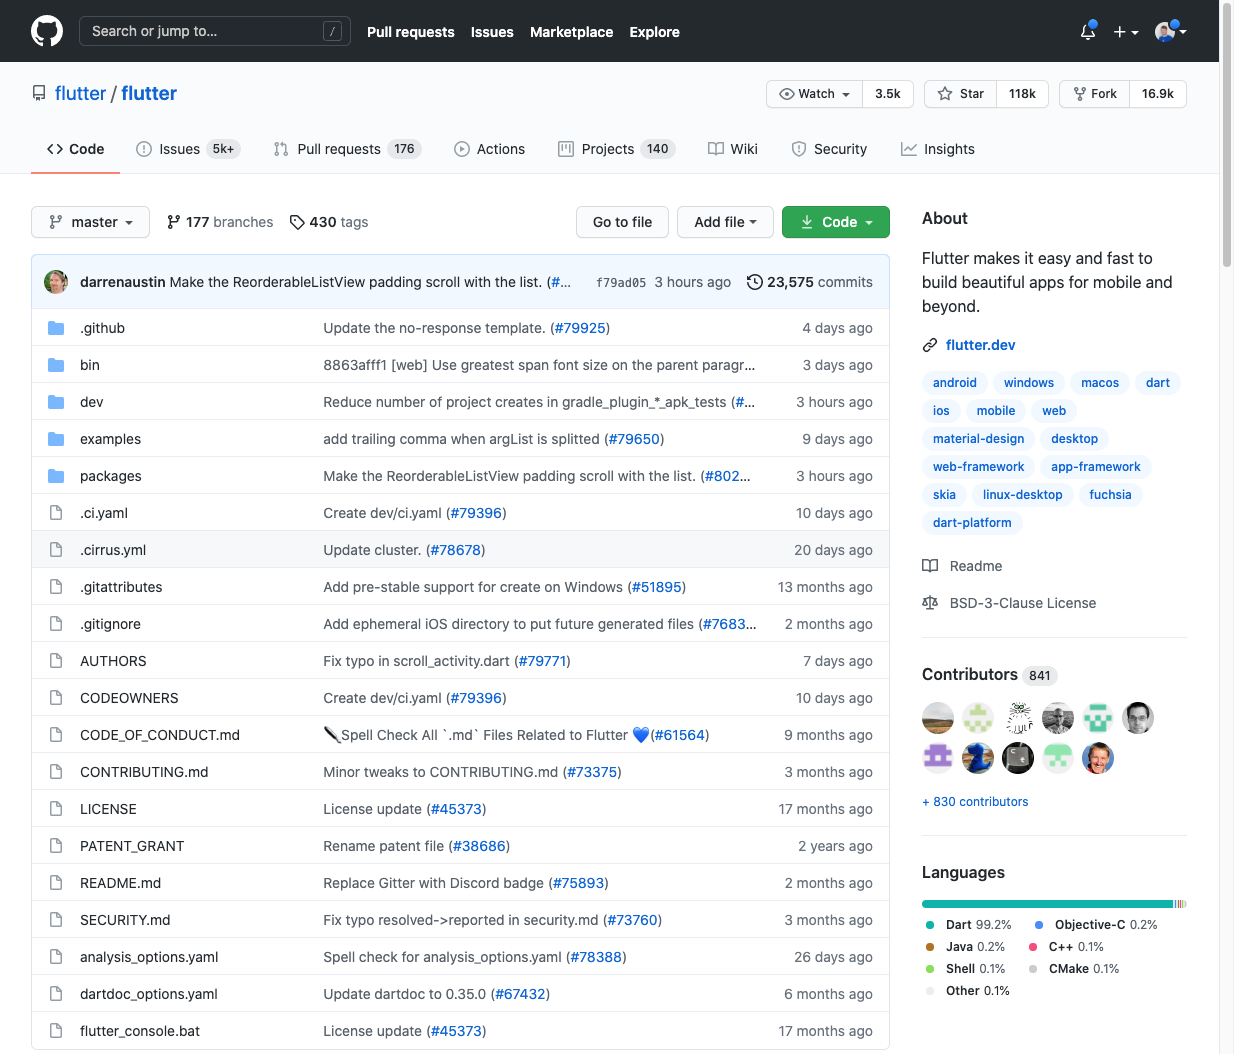 Search or jump to... /
Pull requests Issues Marketplace Explore
flutter / flutter
Watch 3.5k Star 118k Fork 16.9k
Code Issues 5k+ Pull requests 176 Actions Projects 140 Wiki Security Insights
master 177 branches 430 tags Go to file Add file Code
darrenaustin Make the ReorderableListView padding scroll with the list. (#... f79ad05 3 hours ago 23,575 commits
.github Update the no-response template. (#79925) 4 days ago
bin 8863afff1 [web] Use greatest span font size on the parent paragr... 3 days ago
dev Reduce number of project creates in gradle_plugin_*_apk_tests (#... 3 hours ago
examples add trailing comma when argList is splitted (#79650) 9 days ago
packages Make the ReorderableListView padding scroll with the list. (#802... 3 hours ago
.ci.yaml Create dev/ci.yaml (#79396) 10 days ago
.cirrus.yml Update cluster. (#78678) 20 days ago
.gitattributes Add pre-stable support for create on Windows (#51895) 13 months ago
.gitignore Add ephemeral iOS directory to put future generated files (#7683... 2 months ago
AUTHORS Fix typo in scroll_activity.dart (#79771) 7 days ago
CODEOWNERS Create dev/ci.yaml (#79396) 10 days ago
CODE_OF_CONDUCT.md Spell Check All `.md` Files Related to Flutter 💙(#61564) 9 months ago
CONTRIBUTING.md Minor tweaks to CONTRIBUTING.md (#73375) 3 months ago
LICENSE License update (#45373) 17 months ago
PATENT_GRANT Rename patent file (#38686) 2 years ago
README.md Replace Gitter with Discord badge (#75893) 2 months ago
SECURITY.md Fix typo resolved->reported in security.md (#73760) 3 months ago
analysis_options.yaml Spell check for analysis_options.yaml (#78388) 26 days ago
dartdoc_options.yaml Update dartdoc to 0.35.0 (#67432) 6 months ago
flutter_console.bat License update (#45373) 17 months ago
About
Flutter makes it easy and fast to
build beautiful apps for mobile and
beyond.
flutter.dev
android windows macos dart
ios mobile web
material-design desktop
web-framework app-framework
skia linux-desktop fuchsia
dart-platform
Readme
BSD-3-Clause License
Contributors 841
+ 830 contributors
Languages
Dart 99.2% Objective-C 0.2%
Java 0.2% C++ 0.1%
Shell 0.1% CMake 0.1%
Other 0.1%